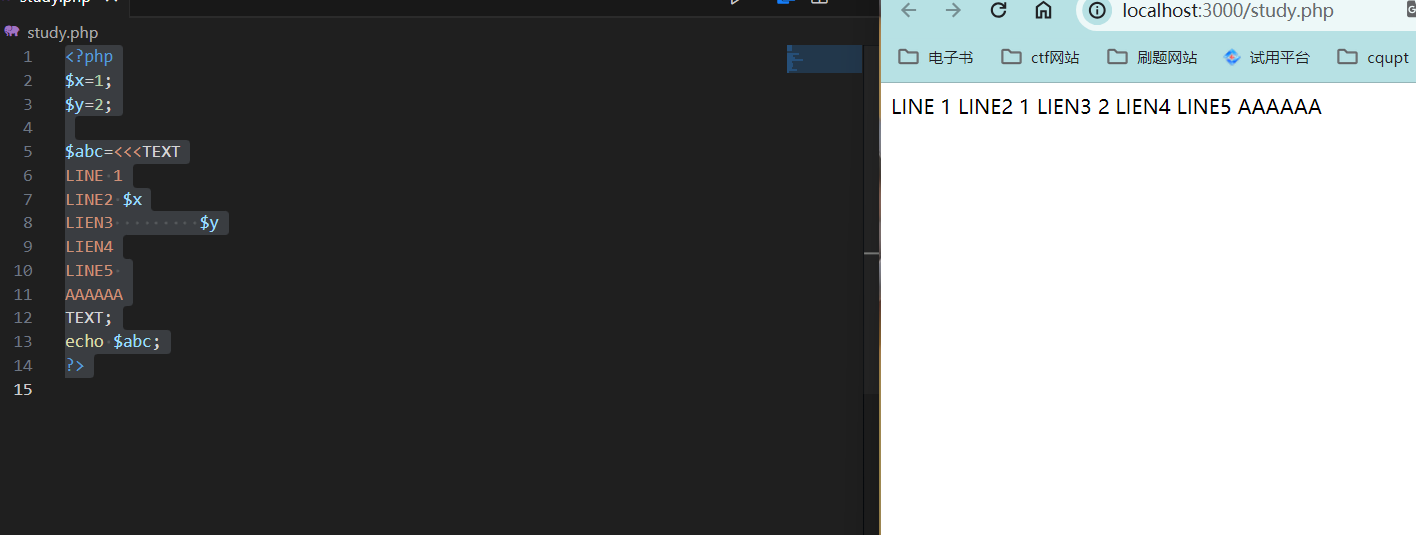 study.php
study.php
1 <?php
2 $x=1;
3 $y=2;
4
5 $abc=<<<TEXT
6 LINE 1
7 LINE2 $x
8 LIEN3         $y
9 LIEN4
10 LINE5
11 AAAAAA
12 TEXT;
13 echo $abc;
14 ?>
15
localhost:3000/study.php
电子书 ctf网站 刷题网站 试用平台 cqupt
LINE 1 LINE2 1 LIEN3 2 LIEN4 LINE5 AAAAAA